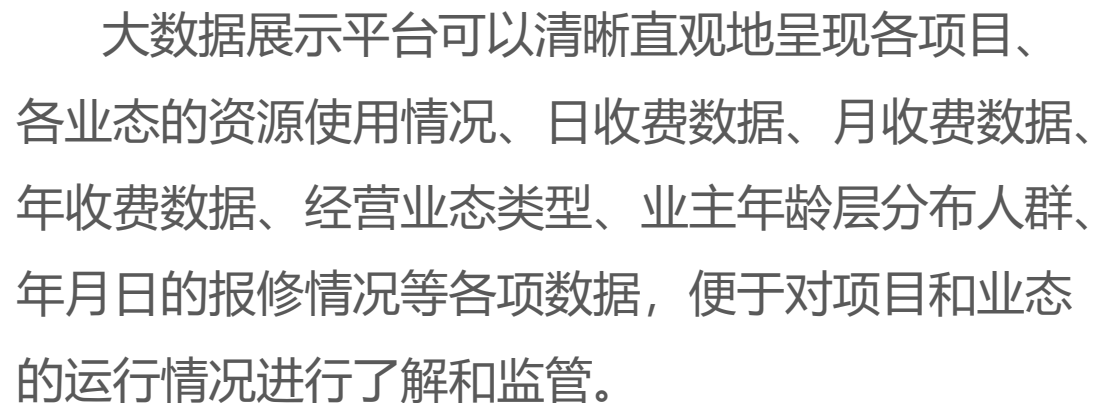 大数据展示平台可以清晰直观地呈现各项目、
各业态的资源使用情况、日收费数据、月收费数据、
年收费数据、经营业态类型、业主年龄层分布人群、
年月日的报修情况等各项数据，便于对项目和业态
的运行情况进行了解和监管。